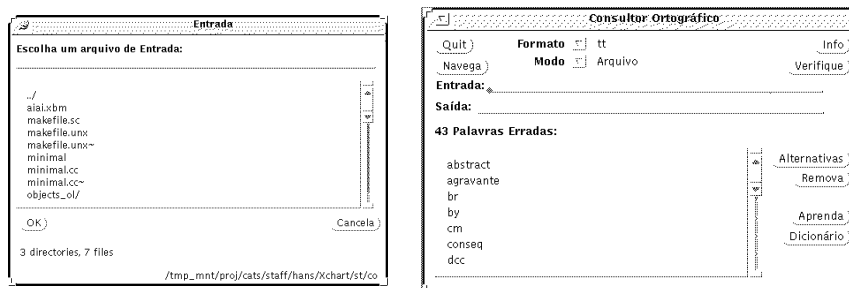 Entrada
Escolha um arquivo de Entrada:
../
aiai.xbm
makefile.sc
makefile.unx
makefile.unx~
minimal
minimal.cc
minimal.cc~
objects_ol/
OK
Cancela
3 directories, 7 files
/tmp_mnt/proj/cats/staff/hans/Xchart/st/co
Consultor Ortográfico
Quit Formato tt Info
Navega Modo Arquivo Verifique
Entrada:
Saída:
43 Palavras Erradas:
abstract
agravante
br
by
cm
conseq
dcc
Alternativas
Remova
Aprenda
Dicionário